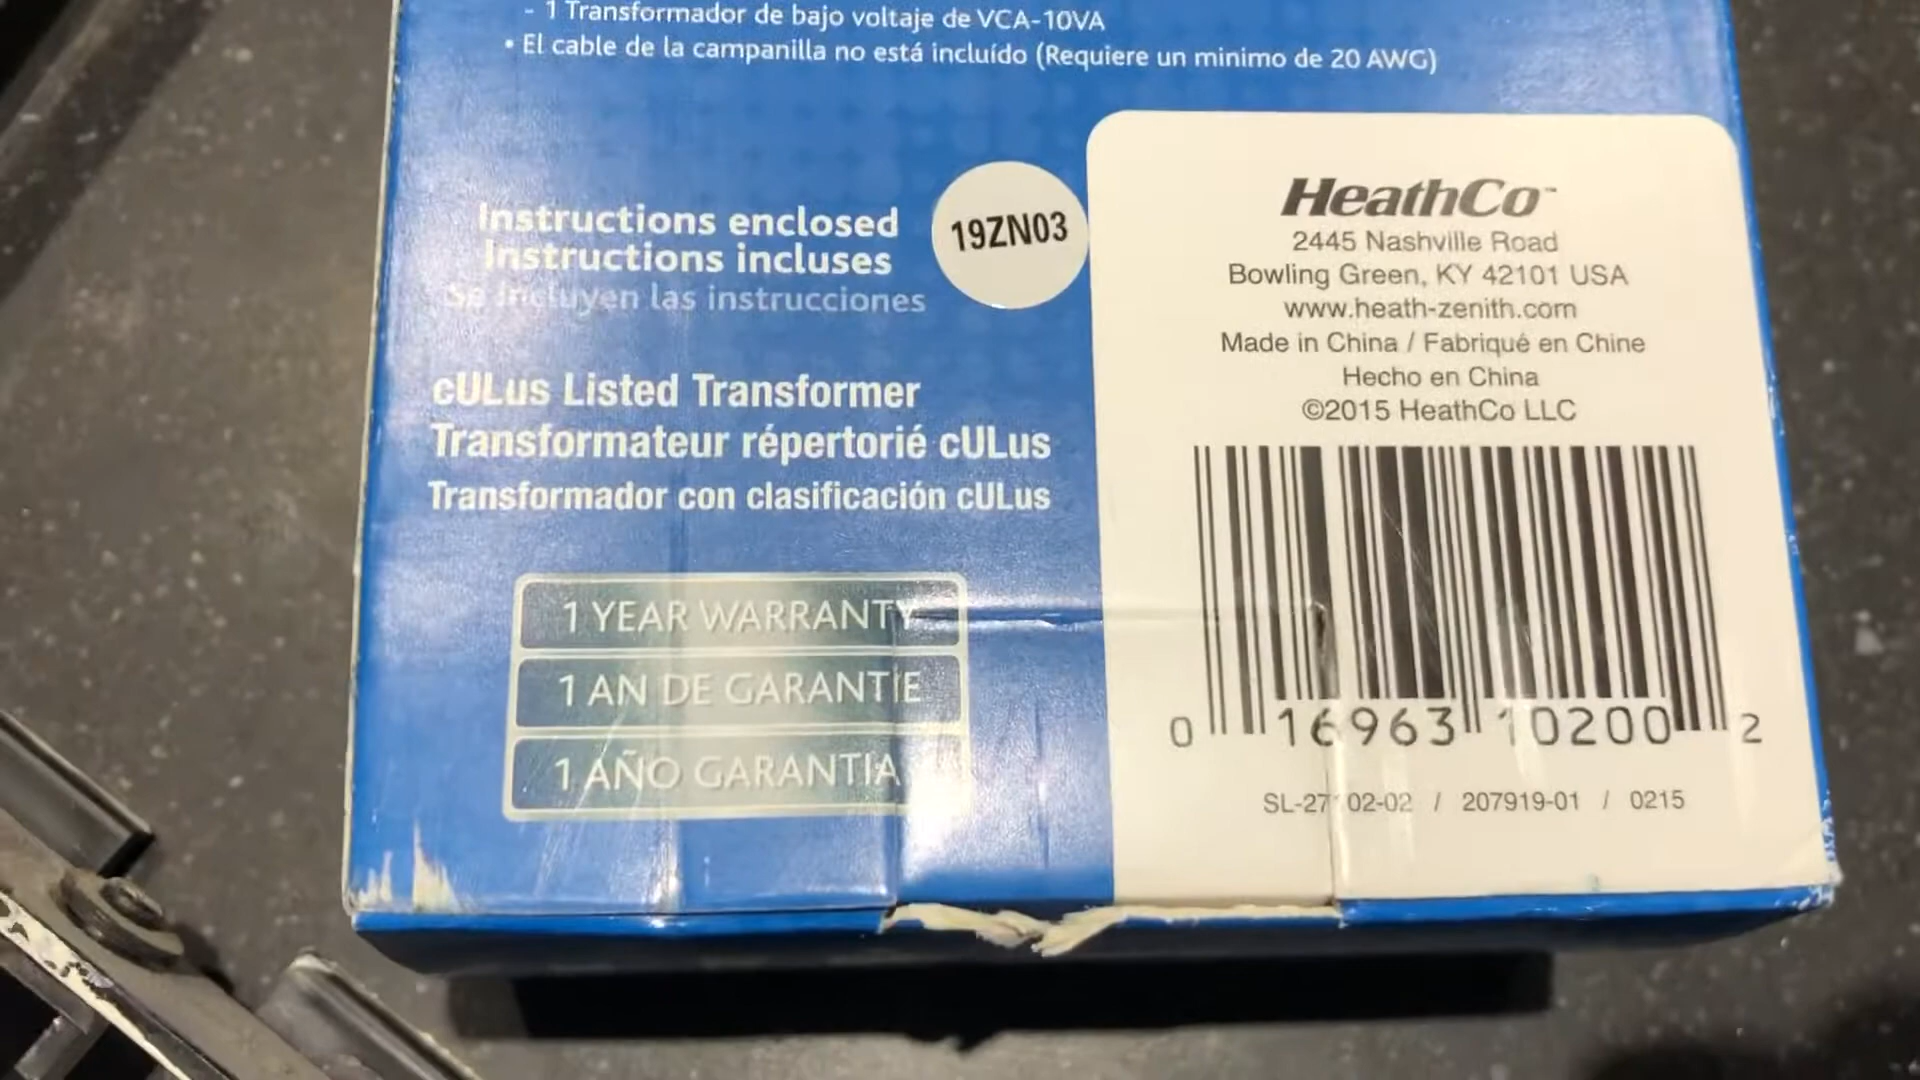 - 1 Transformador de bajo voltaje de VCA-10VA
• El cable de la campanilla no está incluído (Requiere un minimo de 20 AWG)
Instructions enclosed
Instructions incluses
Se incluyen las instrucciones
19ZN03
cULus Listed Transformer
Transformateur répertorié cULus
Transformador con clasificación cULus
1 YEAR WARRANTY
1 AN DE GARANTIE
1 AÑO GARANTIA
HeathCo™
2445 Nashville Road
Bowling Green, KY 42101 USA
www.heath-zenith.com
Made in China / Fabriqué en Chine
Hecho en China
©2015 HeathCo LLC
0 16963 10200 2
/ 207919-01 / 0215